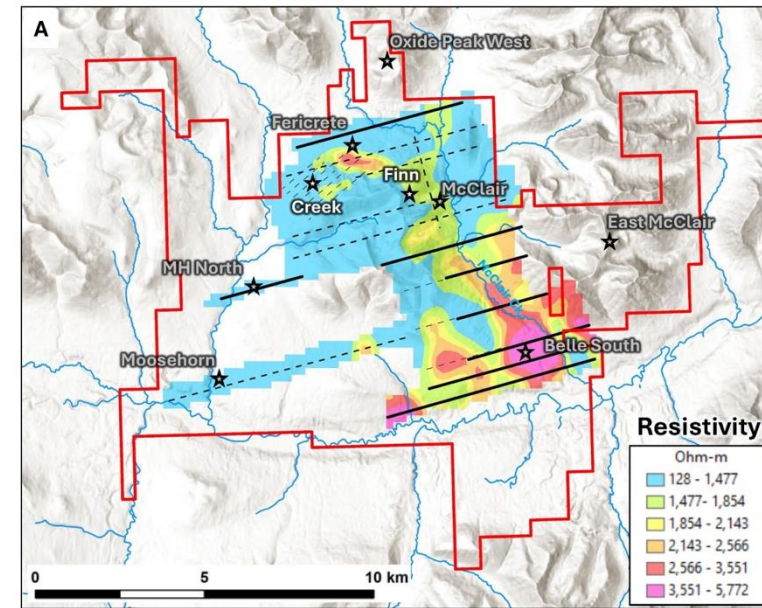 A
Oxide Peak West
Fericrete
Finn
McClair
Creek
East McClair
MH North
McClair Ck
Moosehorn
Belle South
Resistivity
Ohm-m
128 - 1,477
1,477- 1,854
1,854 - 2,143
2,143 - 2,566
2,566 - 3,551
3,551 - 5,772
0 5 10 km